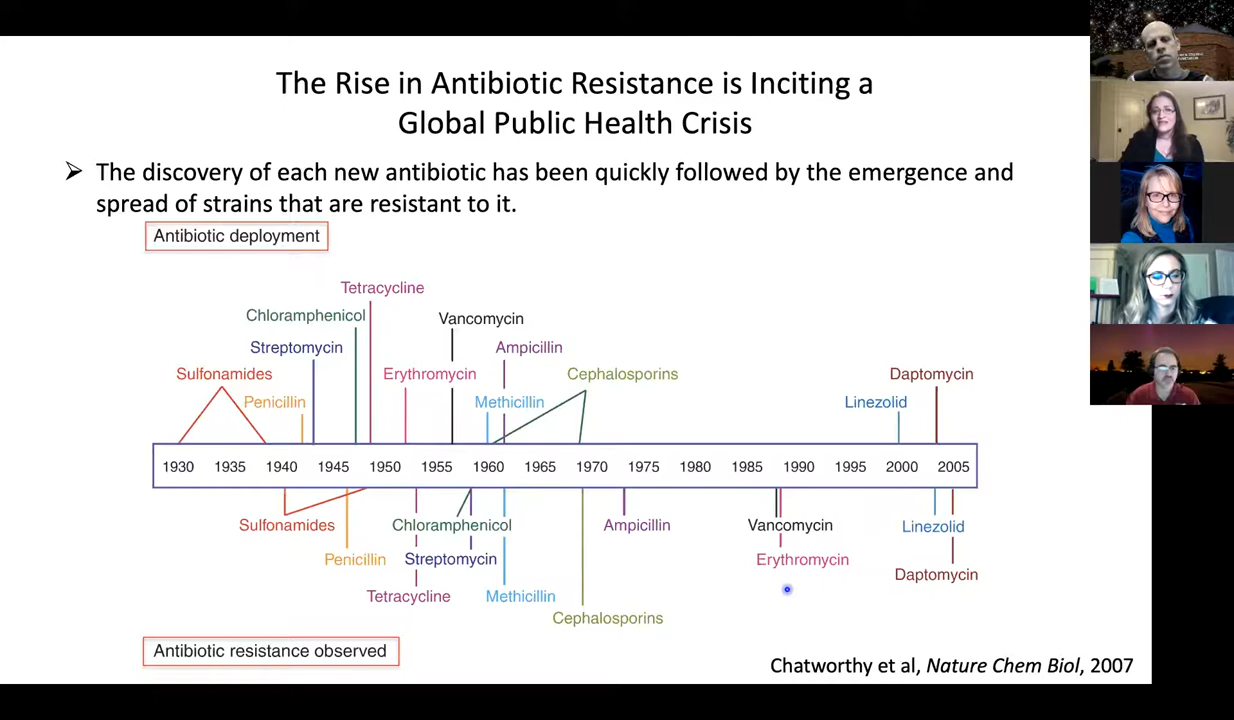 The Rise in Antibiotic Resistance is Inciting a
Global Public Health Crisis
The discovery of each new antibiotic has been quickly followed by the emergence and
spread of strains that are resistant to it.
Antibiotic deployment
Tetracycline
Chloramphenicol
Vancomycin
Streptomycin
Ampicillin
Sulfonamides
Erythromycin
Cephalosporins
Daptomycin
Penicillin
Methicillin
Linezolid
1930 1935 1940 1945 1950 1955 1960 1965 1970 1975 1980 1985 1990 1995 2000 2005
Sulfonamides
Chloramphenicol
Ampicillin
Vancomycin
Linezolid
Penicillin
Streptomycin
Erythromycin
Daptomycin
Tetracycline
Methicillin
Cephalosporins
Antibiotic resistance observed
Chatworthy et al, Nature Chem Biol, 2007